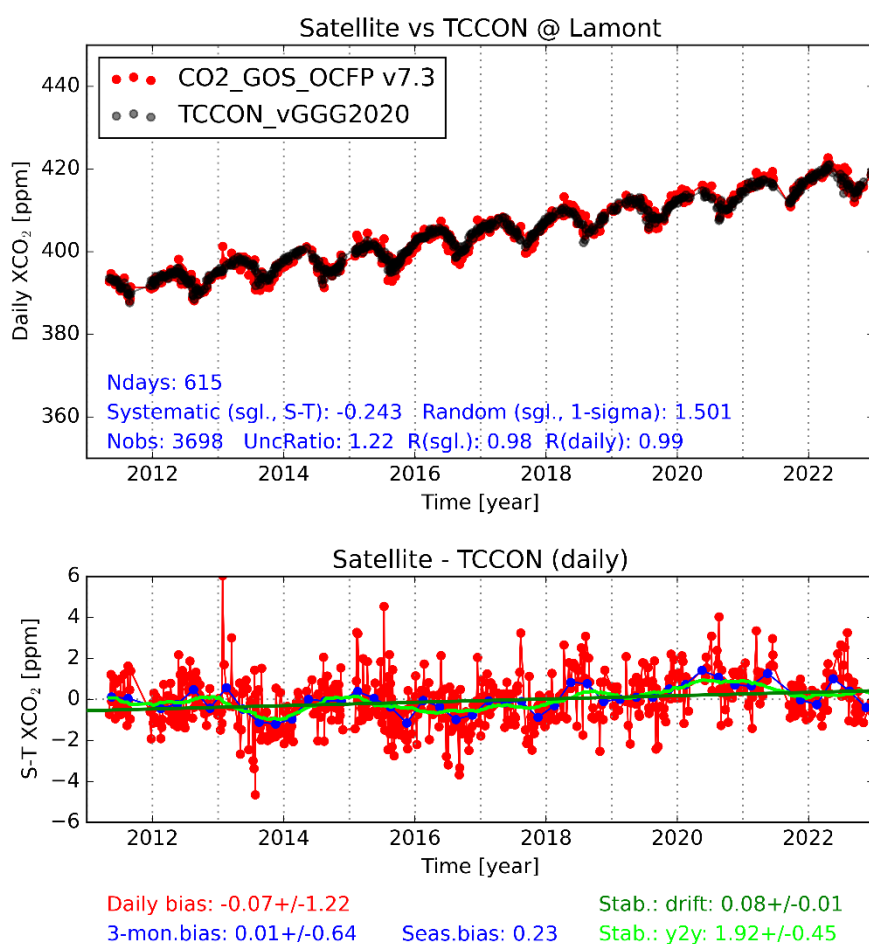 Satellite vs TCCON @ Lamont
CO2_GOS_OCFP v7.3
TCCON_vGGG2020
Daily XCO₂ [ppm]
440
420
400
380
360
Ndays: 615
Systematic (sgl., S-T): -0.243 Random (sgl., 1-sigma): 1.501
Nobs: 3698 UncRatio: 1.22 R(sgl.): 0.98 R(daily): 0.99
2012 2014 2016 2018 2020 2022
Time [year]
Satellite - TCCON (daily)
S-T XCO₂ [ppm]
6
4
2
0
−2
−4
−6
2012 2014 2016 2018 2020 2022
Time [year]
Daily bias: -0.07+/-1.22 Stab.: drift: 0.08+/-0.01
3-mon.bias: 0.01+/-0.64 Seas.bias: 0.23 Stab.: y2y: 1.92+/-0.45